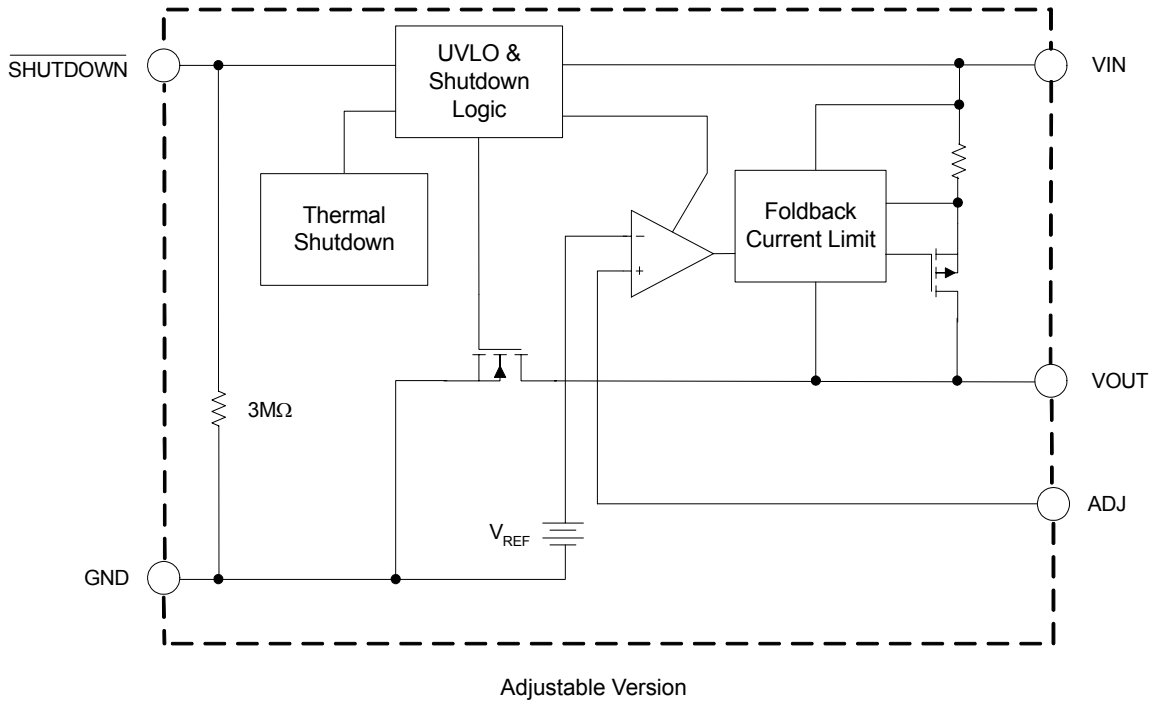 SHUTDOWN
UVLO &
Shutdown
Logic
VIN
Thermal
Shutdown
Foldback
Current Limit
−
+
3MΩ
VOUT
ADJ
VREF
GND
Adjustable Version